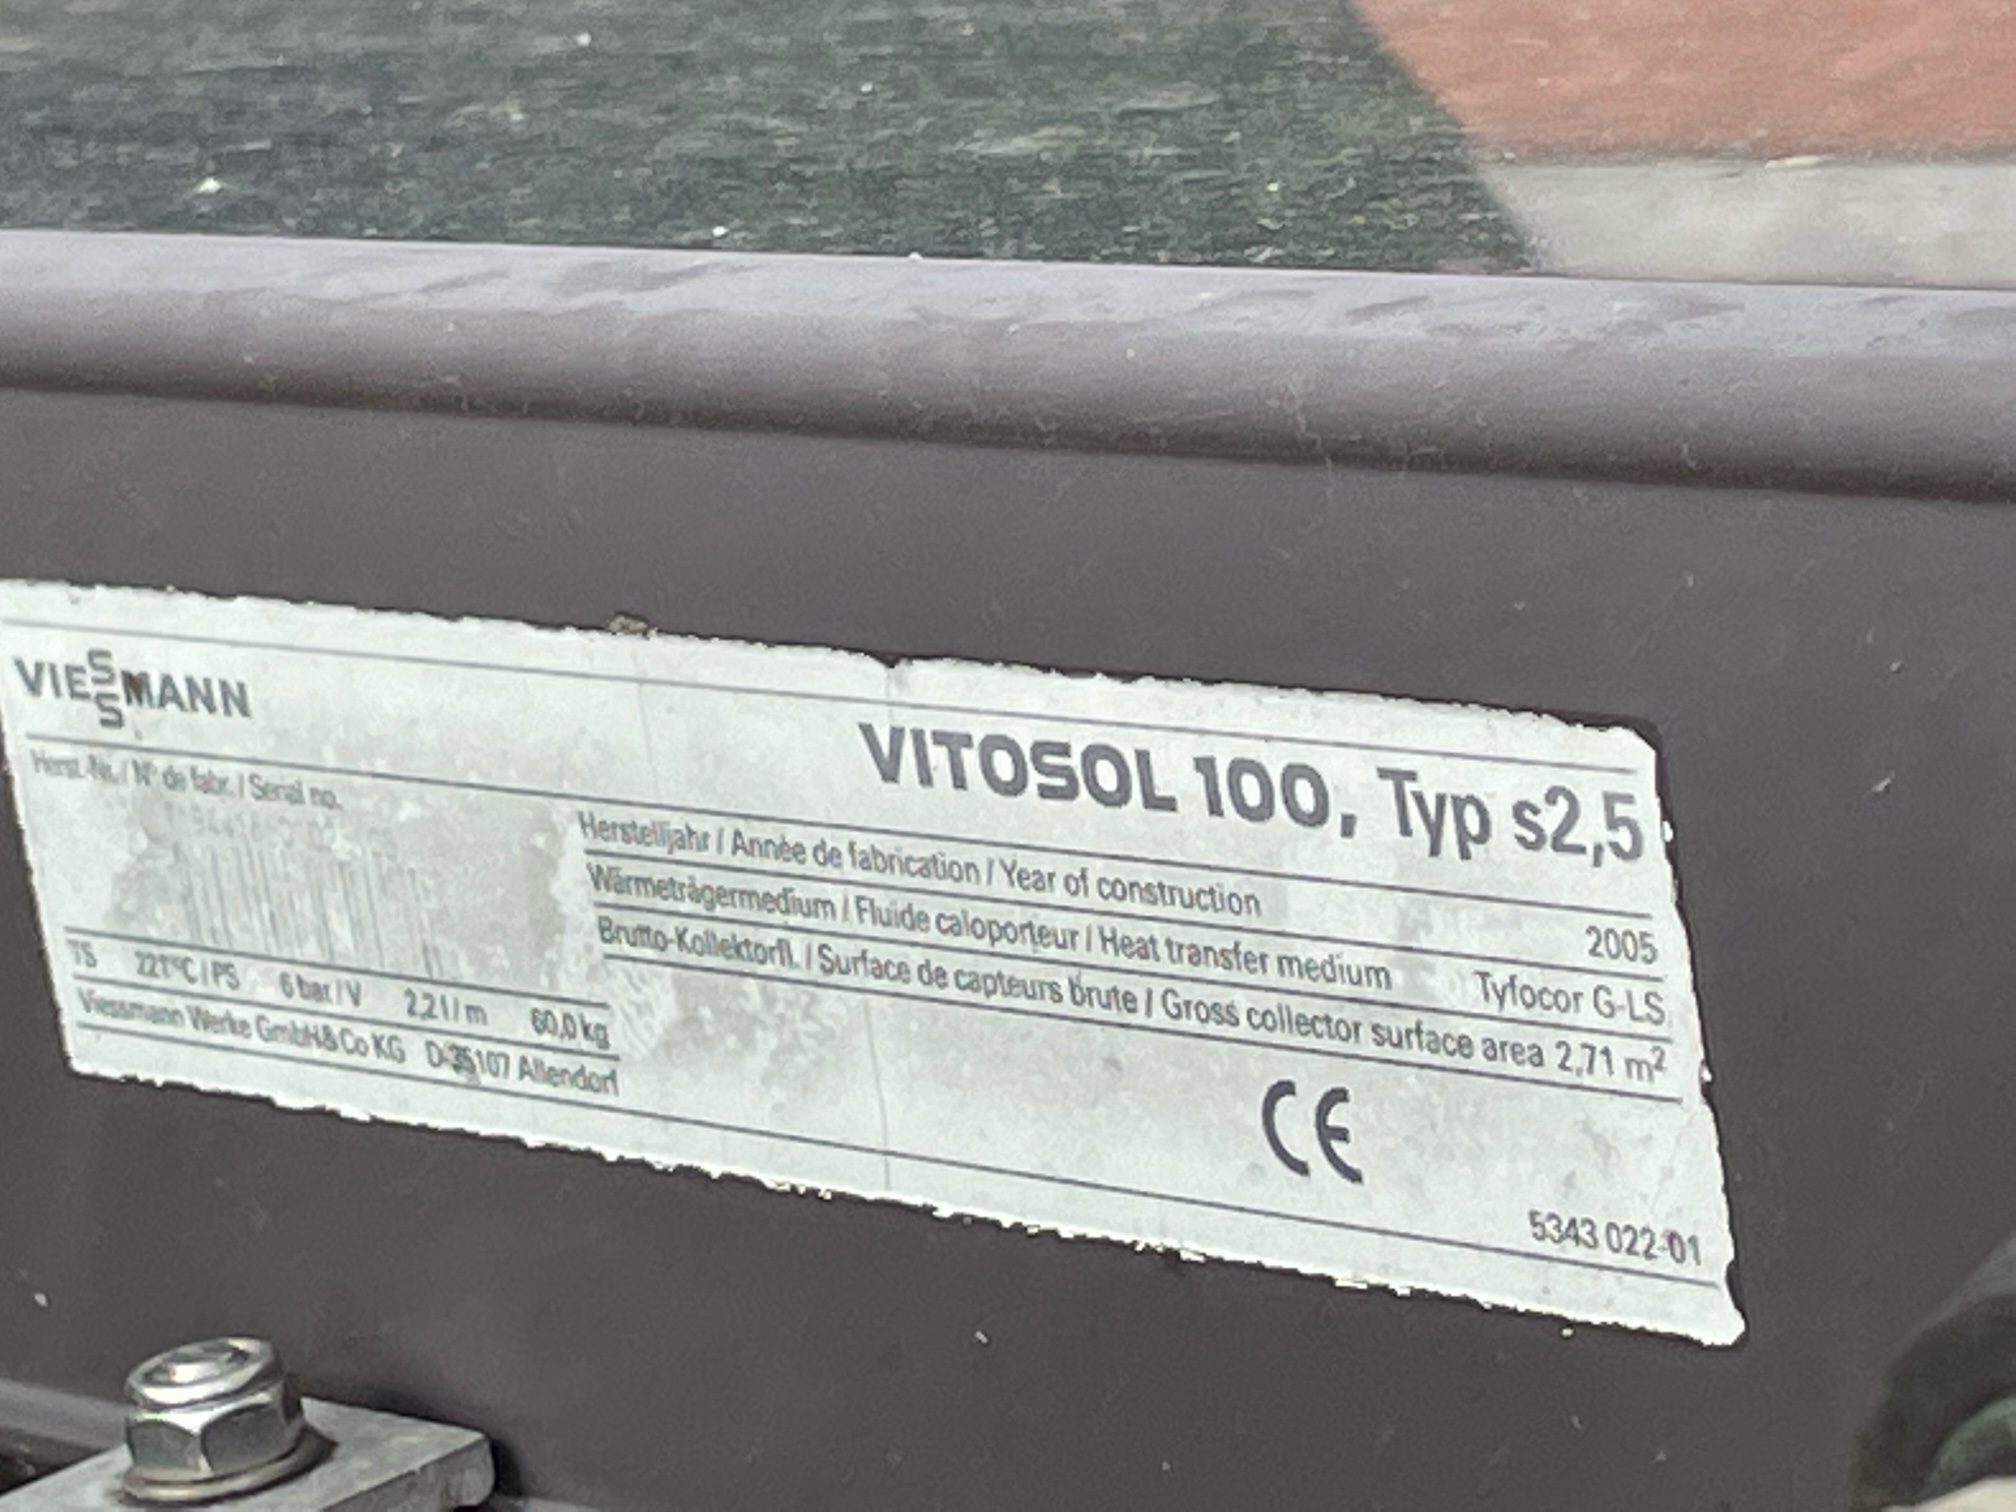 VIESSMANN
VITOSOL 100, Typ s2,5
Herst.-Nr. / N° de fabr. / Serial no.
Herstelljahr / Année de fabrication / Year of construction 2005
Wärmeträgermedium / Fluide caloporteur / Heat transfer medium Tyfocor G-LS
Brutto-Kollektorfl. / Surface de capteurs brute / Gross collector surface area 2,71 m²
TS 221°C / PS 6 bar / V 2,2 l / m 60,0 kg
Viessmann Werke GmbH & Co KG D-35107 Allendorf
CE
5343 022-01